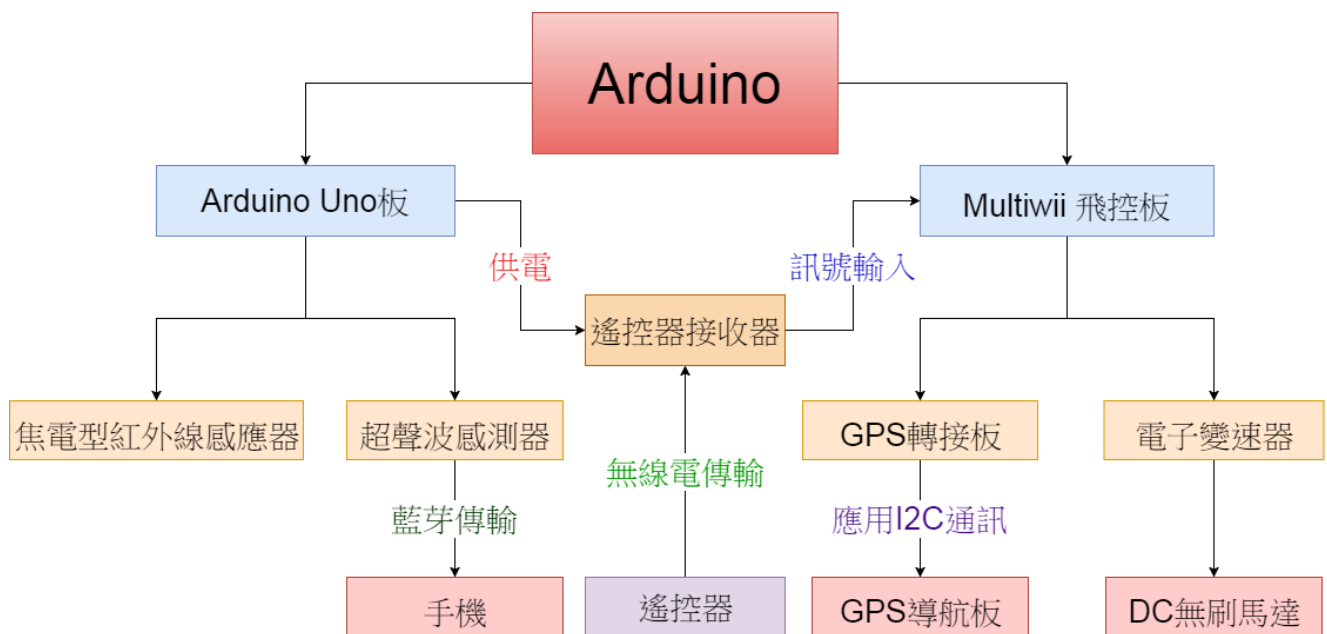 Arduino
Arduino Uno板
Multiwii 飛控板
供電
訊號輸入
遙控器接收器
焦電型紅外線感應器
超聲波感測器
GPS轉接板
電子變速器
無線電傳輸
藍芽傳輸
應用I2C通訊
手機
遙控器
GPS導航板
DC無刷馬達